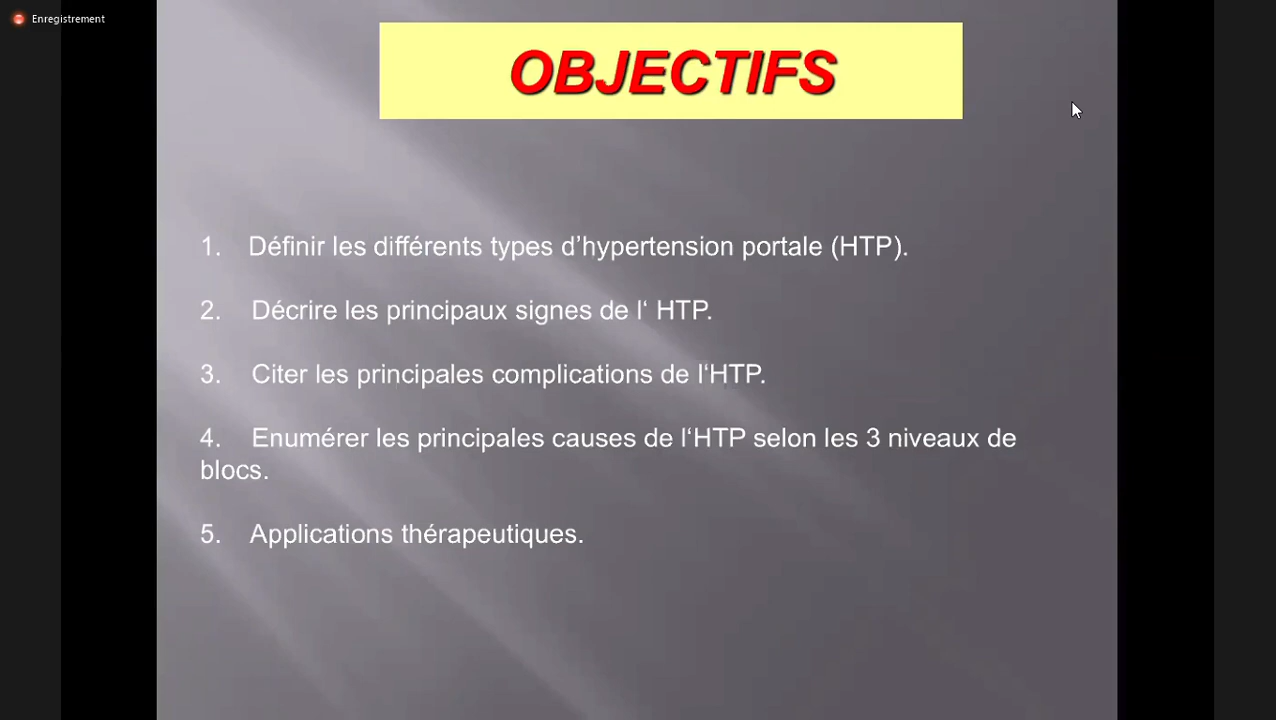 Enregistrement
OBJECTIFS
1. Définir les différents types d’hypertension portale (HTP).
2. Décrire les principaux signes de l‘ HTP.
3. Citer les principales complications de l‘HTP.
4. Enumérer les principales causes de l‘HTP selon les 3 niveaux de
blocs.
5. Applications thérapeutiques.